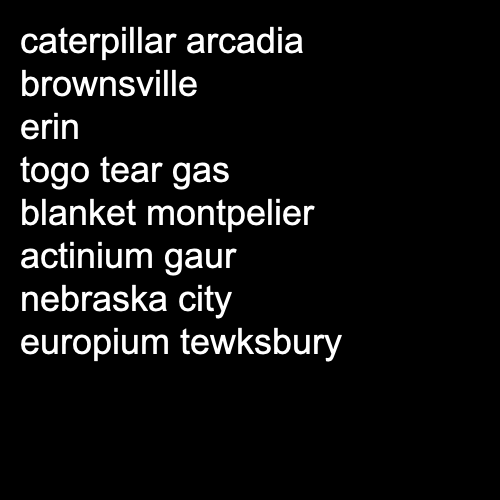 caterpillar arcadia
brownsville
erin
togo tear gas
blanket montpelier
actinium gaur
nebraska city
europium tewksbury